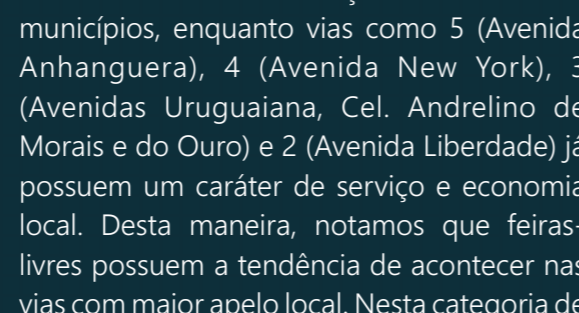 municípios, enquanto vias como 5 (Avenida
Anhanguera), 4 (Avenida New York), 3
(Avenidas Uruguaiana, Cel. Andrelino de
Morais e do Ouro) e 2 (Avenida Liberdade) já
possuem um caráter de serviço e economia
local. Desta maneira, notamos que feiras-
livres possuem a tendência de acontecer nas
vias com maior apelo local. Nesta categoria de